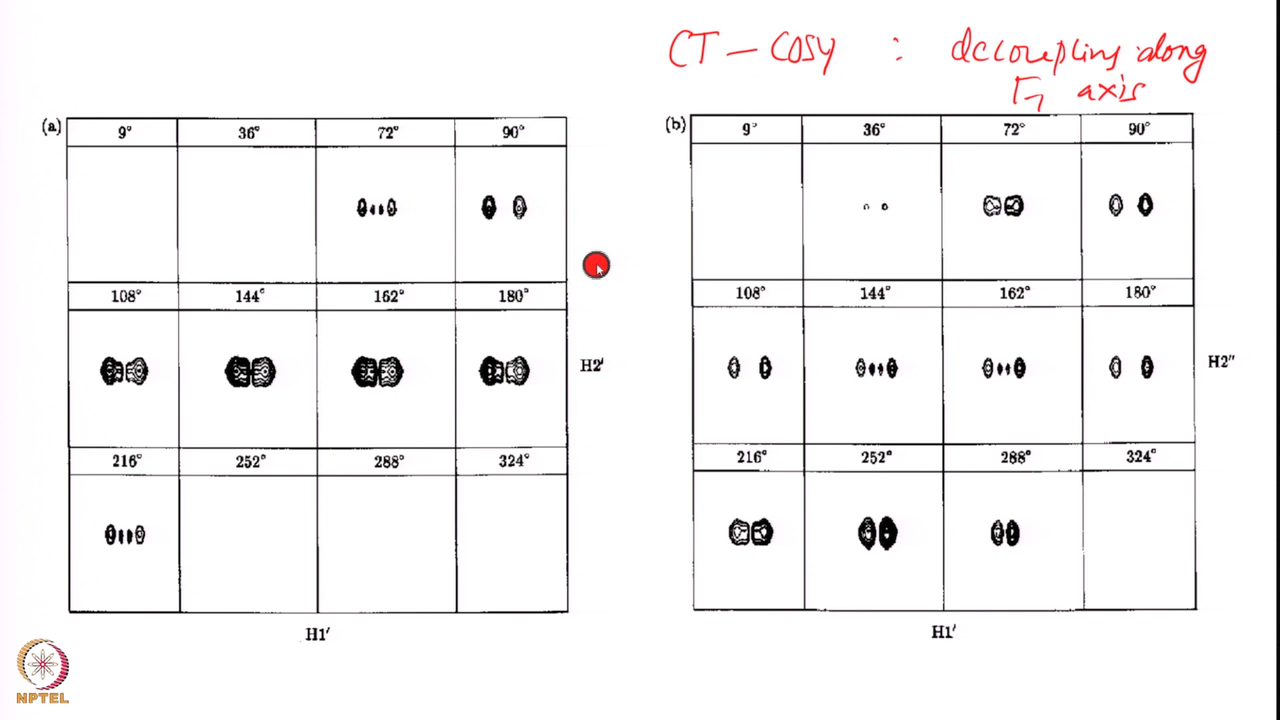 CT - COSY : decoupling along
F1 axis
(a)
9° 36° 72° 90°
108° 144° 162° 180°
H2'
216° 252° 288° 324°
H1'
(b)
9° 36° 72° 90°
108° 144° 162° 180°
H2"
216° 252° 288° 324°
H1'
NPTEL